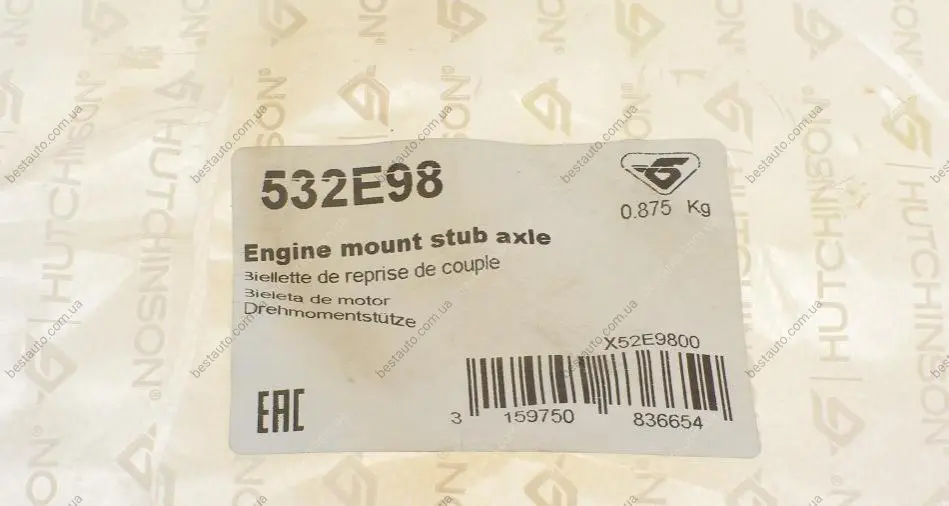 532E98
0.875 Kg
Engine mount stub axle
Biellette de reprise de couple
Bieleta de motor
Drehmomentstütze
X52E9800
EAC
3 159750 836654
HUTCHINSON®
bestauto.com.ua